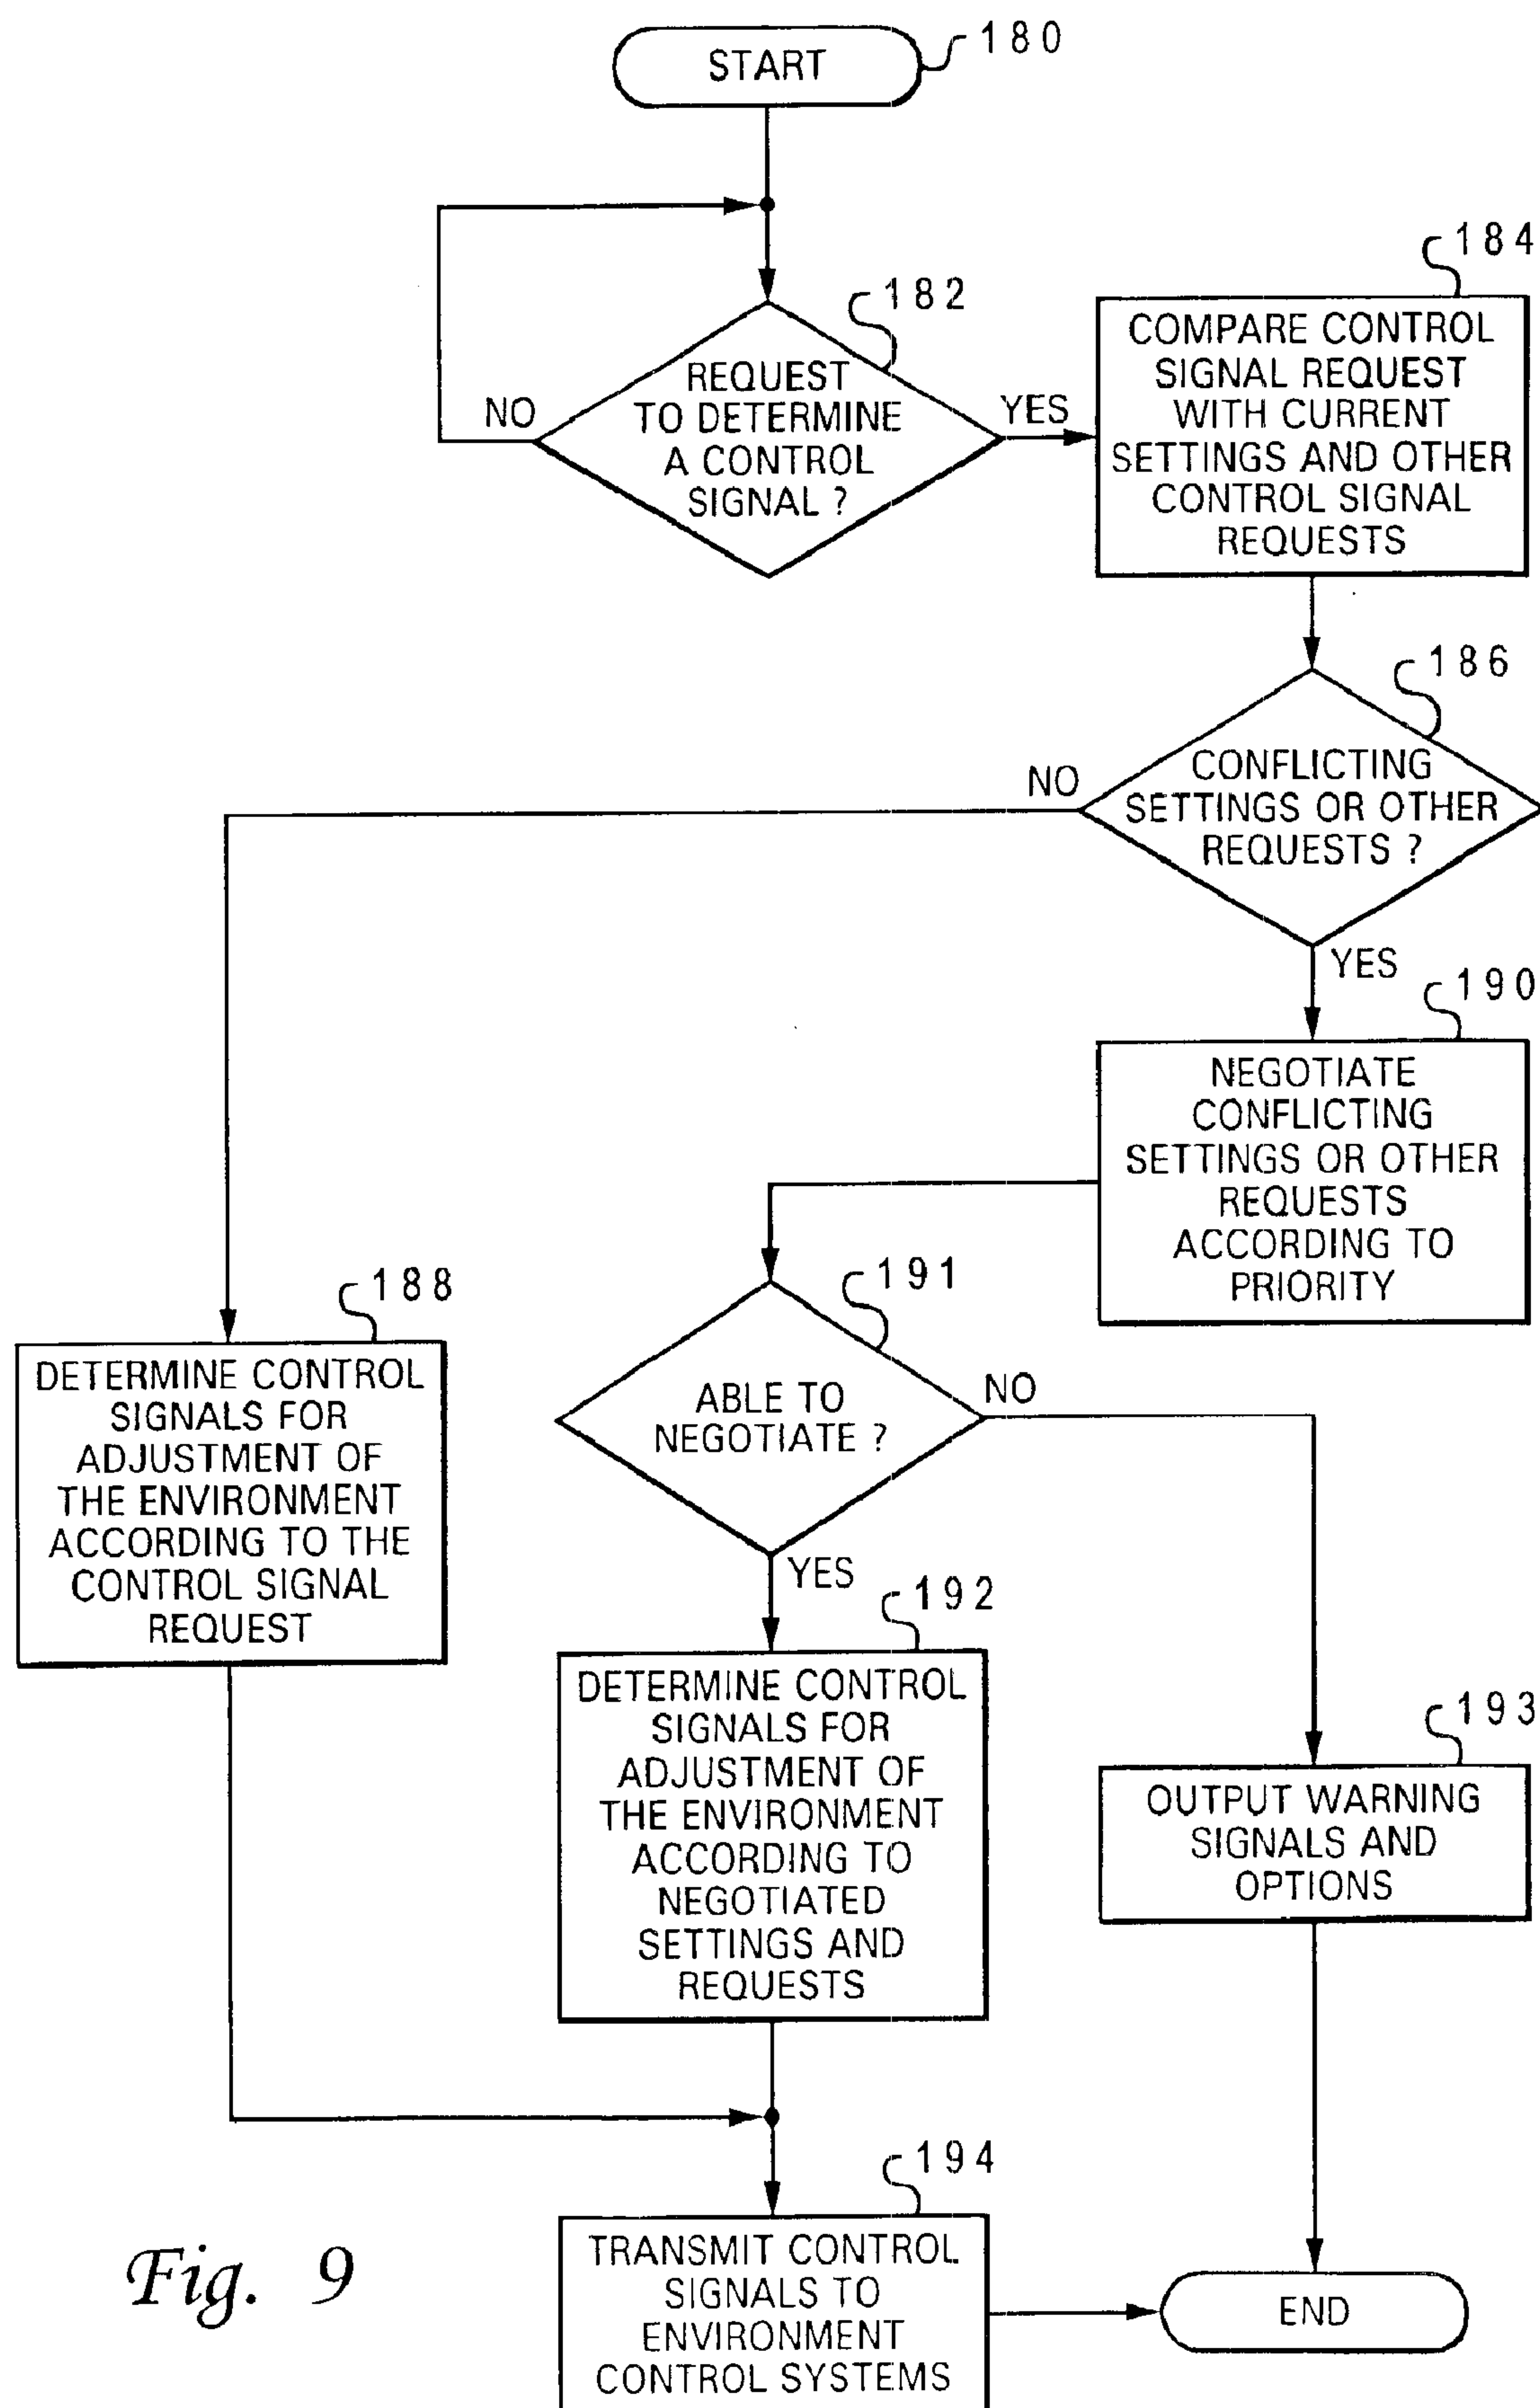 START
180
182
REQUEST
TO DETERMINE
A CONTROL
SIGNAL ?
NO
YES
184
COMPARE CONTROL
SIGNAL REQUEST
WITH CURRENT
SETTINGS AND OTHER
CONTROL SIGNAL
REQUESTS
186
CONFLICTING
SETTINGS OR OTHER
REQUESTS ?
NO
YES
190
NEGOTIATE
CONFLICTING
SETTINGS OR OTHER
REQUESTS
ACCORDING TO
PRIORITY
188
DETERMINE CONTROL
SIGNALS FOR
ADJUSTMENT OF
THE ENVIRONMENT
ACCORDING TO THE
CONTROL SIGNAL
REQUEST
191
ABLE TO
NEGOTIATE ?
NO
YES
192
DETERMINE CONTROL
SIGNALS FOR
ADJUSTMENT OF
THE ENVIRONMENT
ACCORDING TO
NEGOTIATED
SETTINGS AND
REQUESTS
193
OUTPUT WARNING
SIGNALS AND
OPTIONS
194
TRANSMIT CONTROL
SIGNALS TO
ENVIRONMENT
CONTROL SYSTEMS
END
Fig. 9